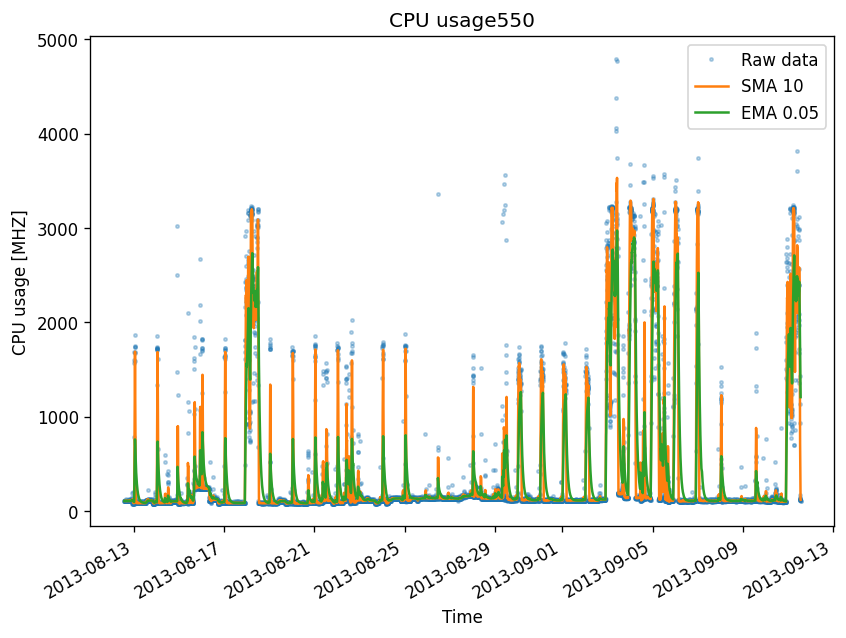 CPU usage550
5000
4000
3000
2000
1000
0
CPU usage [MHZ]
Raw data
SMA 10
EMA 0.05
2013-08-13
2013-08-17
2013-08-21
2013-08-25
2013-08-29
2013-09-01
2013-09-05
2013-09-09
2013-09-13
Time